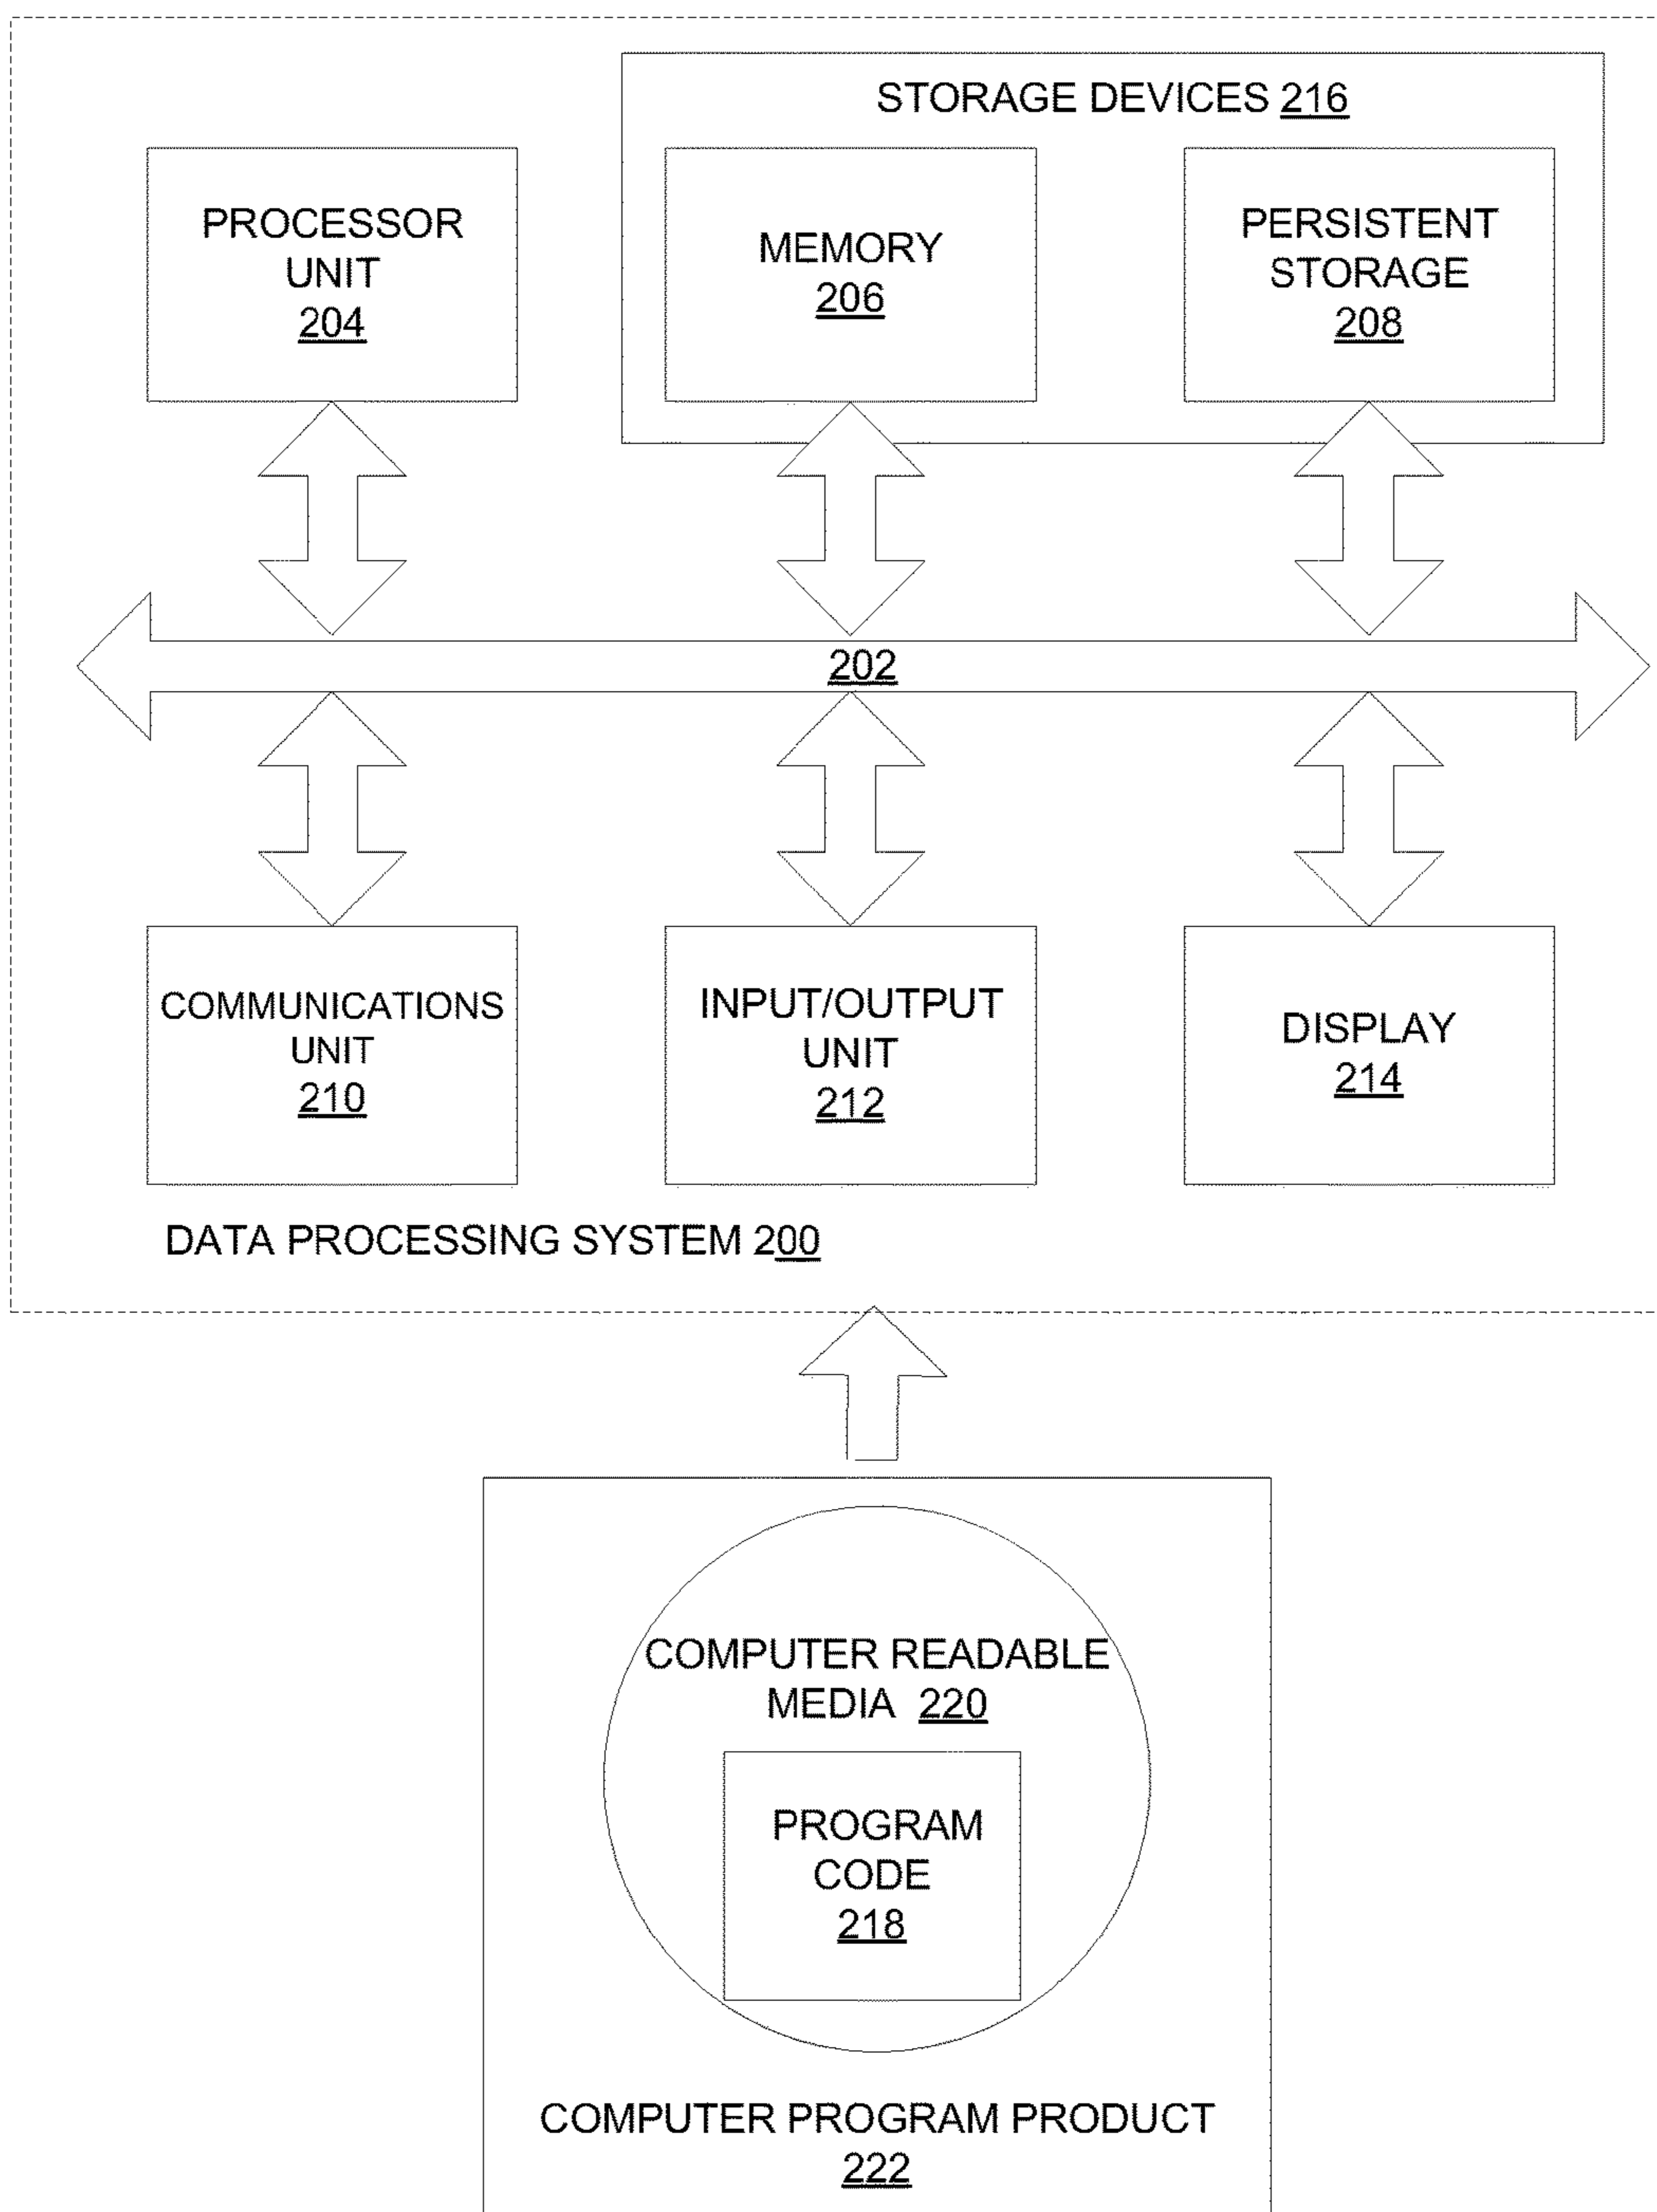 STORAGE DEVICES 216
PROCESSOR
UNIT
204
MEMORY
206
PERSISTENT
STORAGE
208
202
COMMUNICATIONS
UNIT
210
INPUT/OUTPUT
UNIT
212
DISPLAY
214
DATA PROCESSING SYSTEM 200
COMPUTER READABLE
MEDIA 220
PROGRAM
CODE
218
COMPUTER PROGRAM PRODUCT
222